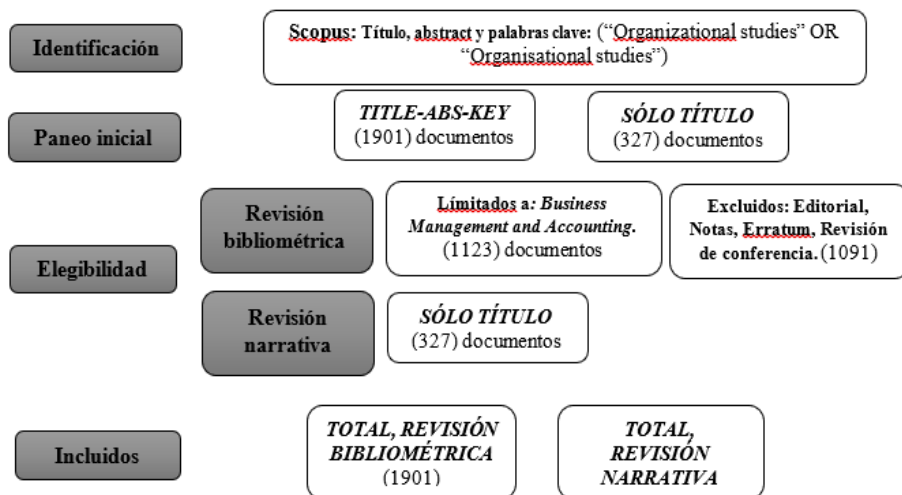 Identificación
Scopus: Título, abstract y palabras clave: (“Organizational studies” OR
“Organisational studies”)
Paneo inicial
TITLE-ABS-KEY
(1901) documentos
SÓLO TÍTULO
(327) documentos
Elegibilidad
Revisión
bibliométrica
Límitados a: Business
Management and Accounting.
(1123) documentos
Excluidos: Editorial,
Notas, Erratum, Revisión
de conferencia. (1091)
Revisión
narrativa
SÓLO TÍTULO
(327) documentos
Incluidos
TOTAL, REVISIÓN
BIBLIOMÉTRICA
(1901)
TOTAL,
REVISIÓN
NARRATIVA